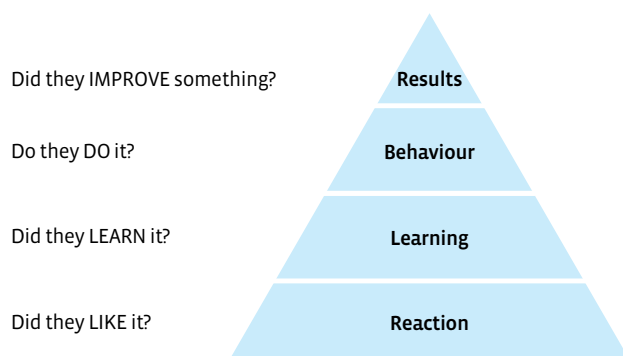 Did they IMPROVE something? Results
Do they DO it? Behaviour
Did they LEARN it? Learning
Did they LIKE it? Reaction